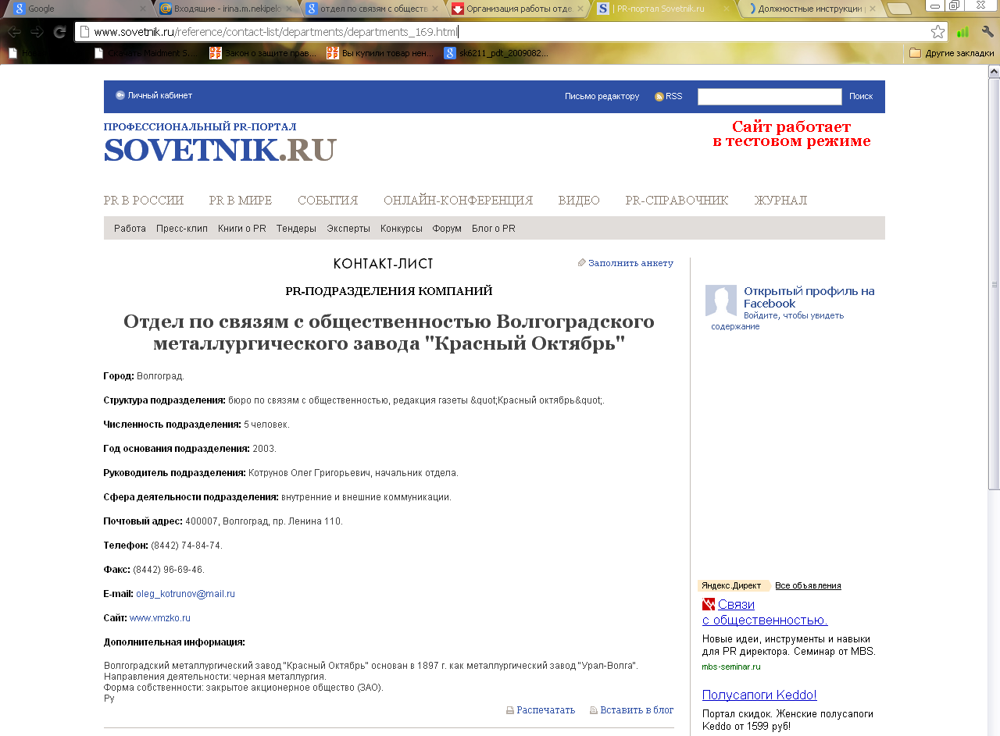 Google
Входящие - irina.m.nekipelo
отдел по связям с обществ
Организация работы отде
| PR-портал Sovetnik.ru
Должностные инструкции |
www.sovetnik.ru/reference/contact-list/departments/departments_169.html
Скачать Maidment S....
Закон о защите прав...
Вы купили товар нен...
sk6211_pdt_2009082...
Другие закладки
Личный кабинет
Письмо редактору
RSS
Поиск
ПРОФЕССИОНАЛЬНЫЙ PR-ПОРТАЛ
SOVETNIK.RU
Сайт работает
в тестовом режиме
PR В РОССИИ PR В МИРЕ СОБЫТИЯ ОНЛАЙН-КОНФЕРЕНЦИЯ ВИДЕО PR-СПРАВОЧНИК ЖУРНАЛ
Работа Пресс-клип Книги о PR Тендеры Эксперты Конкурсы Форум Блог о PR
КОНТАКТ-ЛИСТ
Заполнить анкету
PR-ПОДРАЗДЕЛЕНИЯ КОМПАНИЙ
Отдел по связям с общественностью Волгоградского
металлургического завода "Красный Октябрь"
Город: Волгоград.
Структура подразделения: бюро по связям с общественностью, редакция газеты &quot;Красный октябрь&quot;.
Численность подразделения: 5 человек.
Год основания подразделения: 2003.
Руководитель подразделения: Котрунов Олег Григорьевич, начальник отдела.
Сфера деятельности подразделения: внутренние и внешние коммуникации.
Почтовый адрес: 400007, Волгоград, пр. Ленина 110.
Телефон: (8442) 74-84-74.
Факс: (8442) 96-69-46.
E-mail: oleg_kotrunov@mail.ru
Сайт: www.vmzko.ru
Дополнительная информация:
Волгоградский металлургический завод "Красный Октябрь" основан в 1897 г. как металлургический завод "Урал-Волга".
Направления деятельности: черная металлургия.
Форма собственности: закрытое акционерное общество (ЗАО).
Ру
Распечатать
Вставить в блог
Открытый профиль на
Facebook
Войдите, чтобы увидеть
содержание
Яндекс.Директ
Все объявления
Связи
с общественностью.
Новые идеи, инструменты и навыки
для PR директора. Семинар от MBS.
mbs-seminar.ru
Полусапоги Keddo!
Портал скидок. Женские полусапоги
Keddo от 1599 руб!